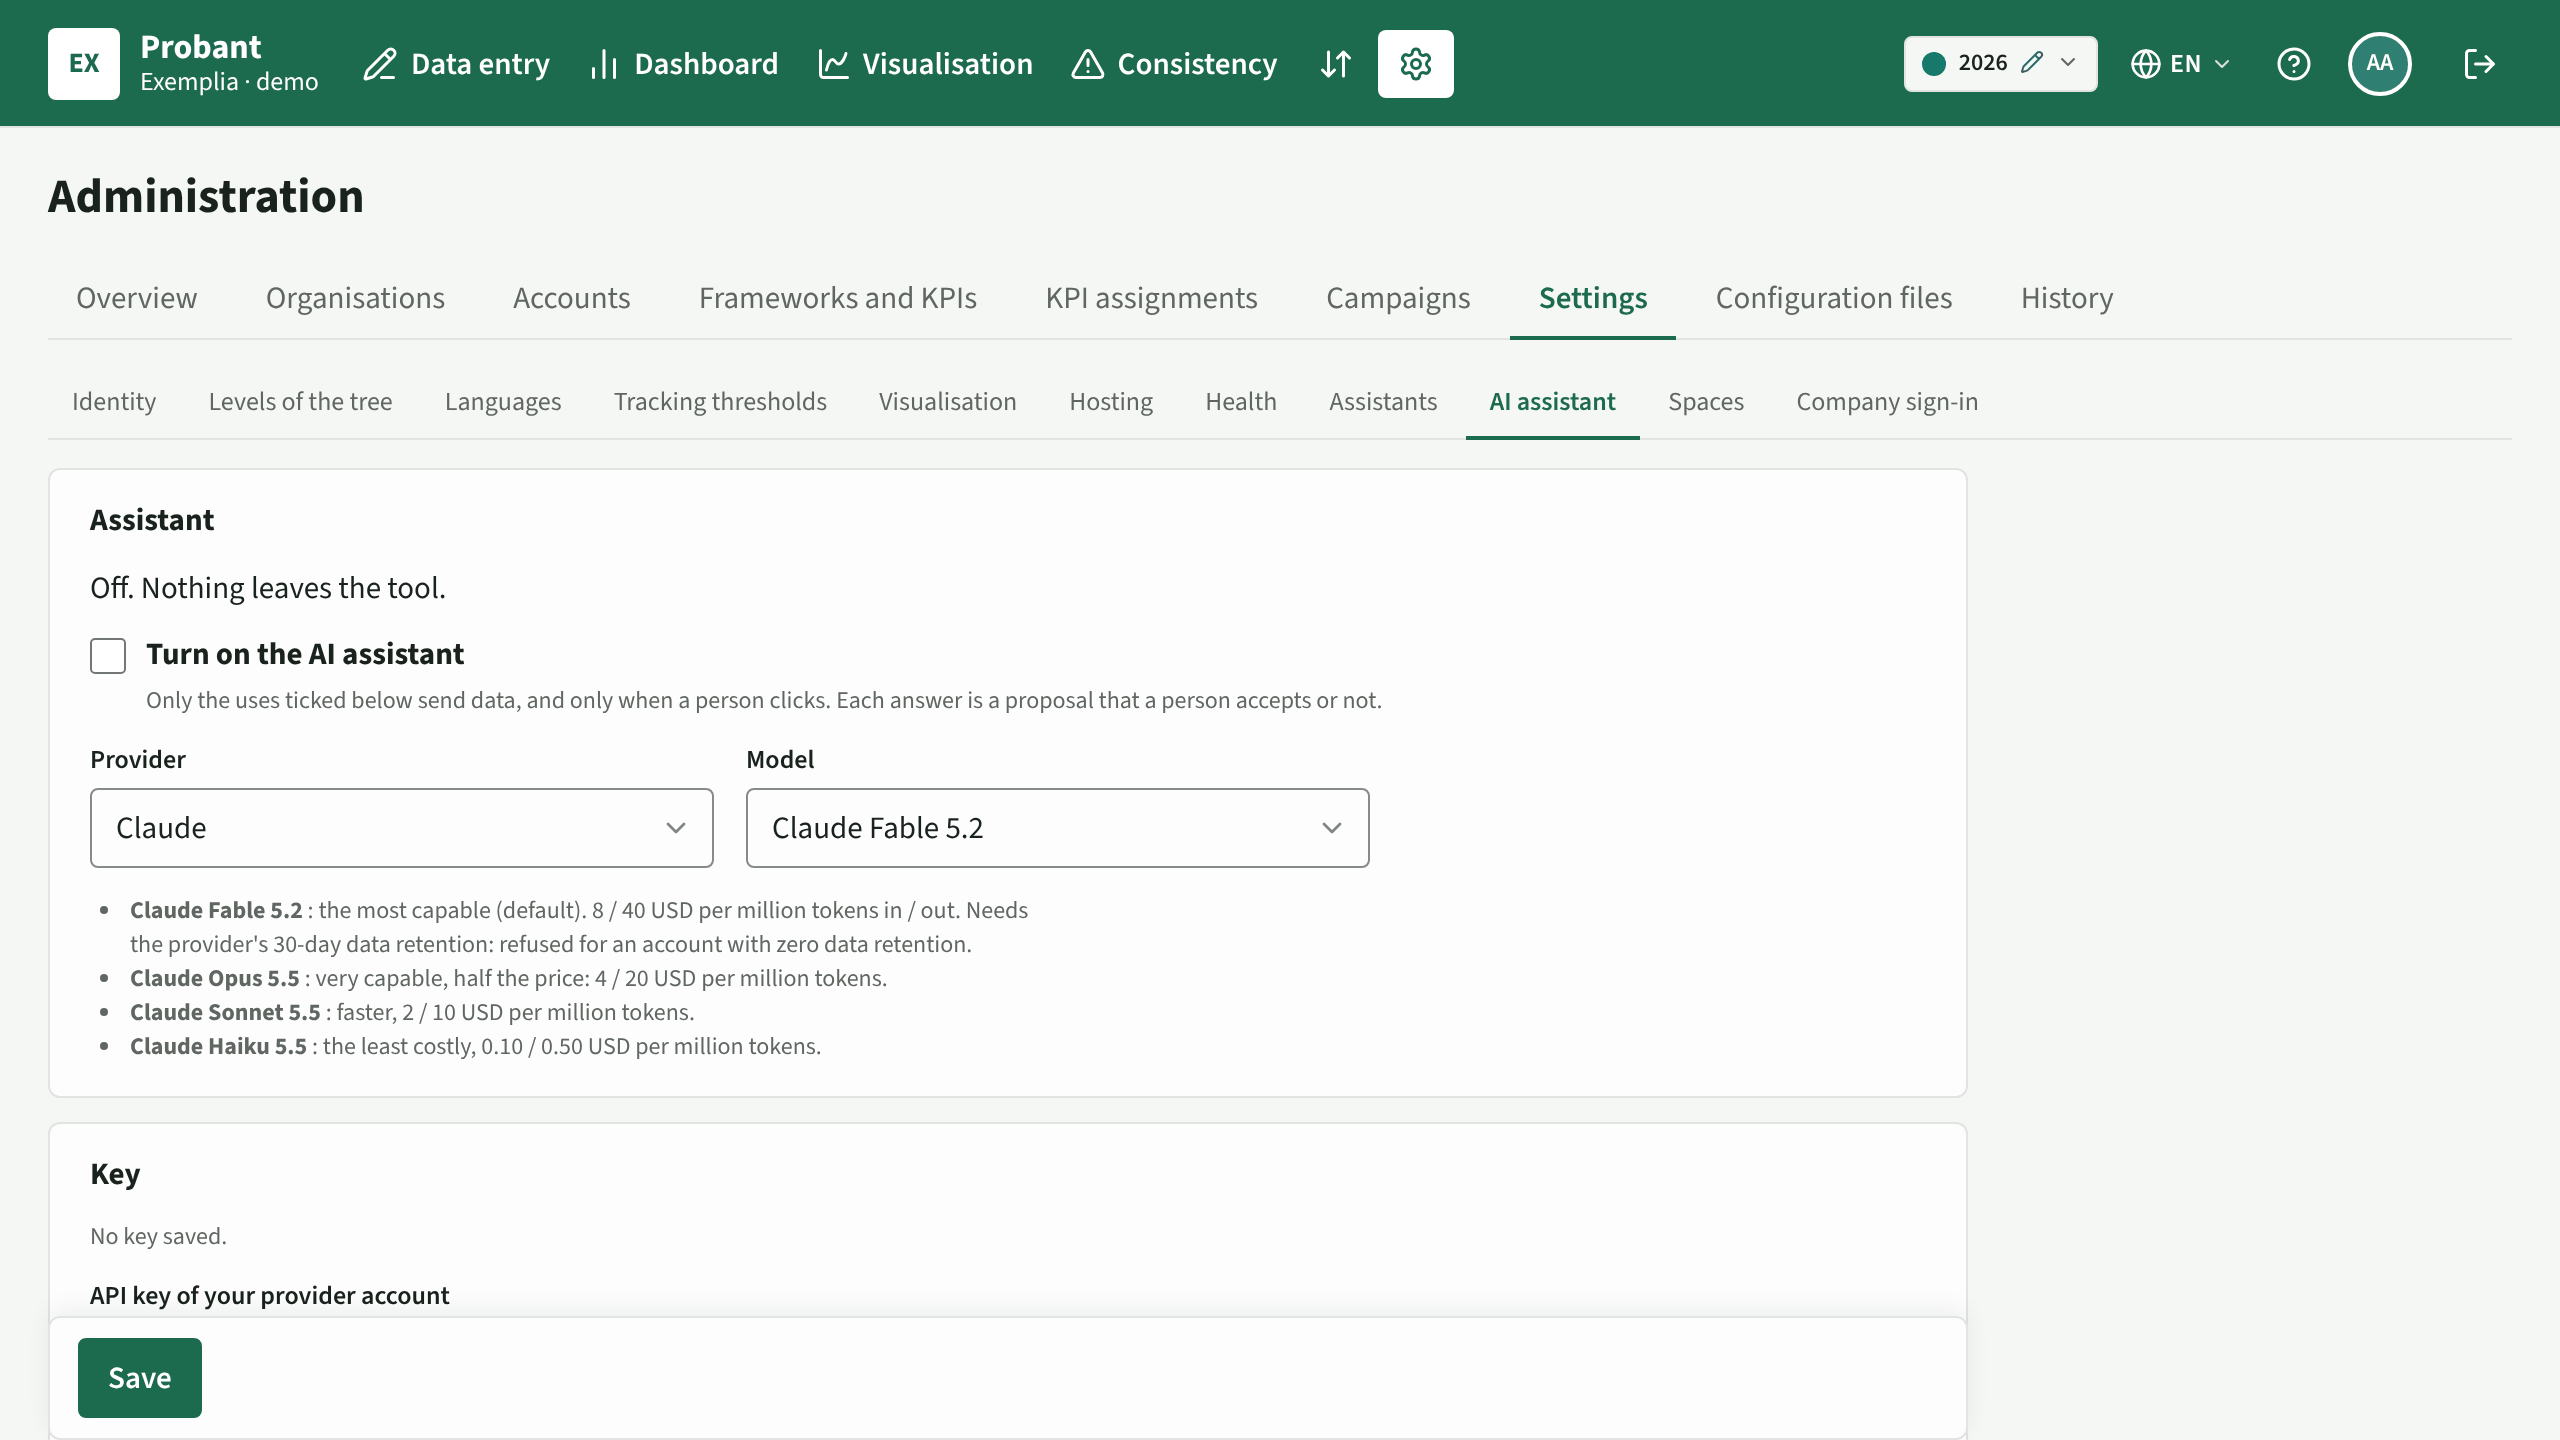 EX
Probant
Exemplia · demo
Data entry
Dashboard
Visualisation
Consistency
2026
EN
AA
Administration
Overview
Organisations
Accounts
Frameworks and KPIs
KPI assignments
Campaigns
Settings
Configuration files
History
Identity
Levels of the tree
Languages
Tracking thresholds
Visualisation
Hosting
Health
Assistants
AI assistant
Spaces
Company sign-in
Assistant
Off. Nothing leaves the tool.
Turn on the AI assistant
Only the uses ticked below send data, and only when a person clicks. Each answer is a proposal that a person accepts or not.
Provider
Model
Claude
Claude Fable 5.2
Claude Fable 5.2 : the most capable (default). 8 / 40 USD per million tokens in / out. Needs
the provider's 30-day data retention: refused for an account with zero data retention.
Claude Opus 5.5 : very capable, half the price: 4 / 20 USD per million tokens.
Claude Sonnet 5.5 : faster, 2 / 10 USD per million tokens.
Claude Haiku 5.5 : the least costly, 0.10 / 0.50 USD per million tokens.
Key
No key saved.
API key of your provider account
Save